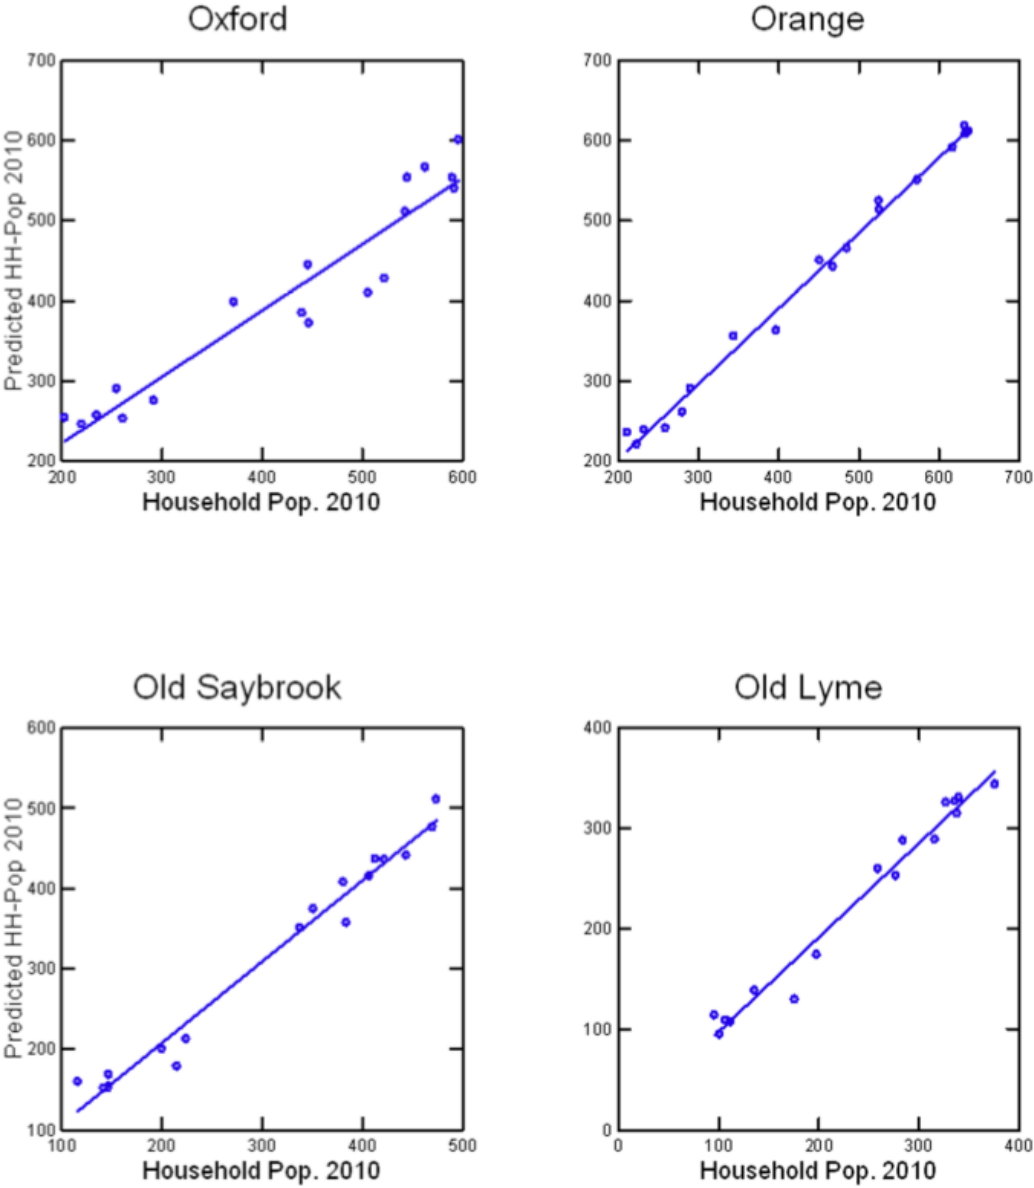 Oxford
Orange
700
600
500
400
300
200
Predicted HH-Pop 2010
200 300 400 500 600
Household Pop. 2010
700
600
500
400
300
200
200 300 400 500 600 700
Household Pop. 2010
Old Saybrook
Old Lyme
600
500
400
300
200
100
Predicted HH-Pop 2010
100 200 300 400 500
Household Pop. 2010
400
300
200
100
0
0 100 200 300 400
Household Pop. 2010